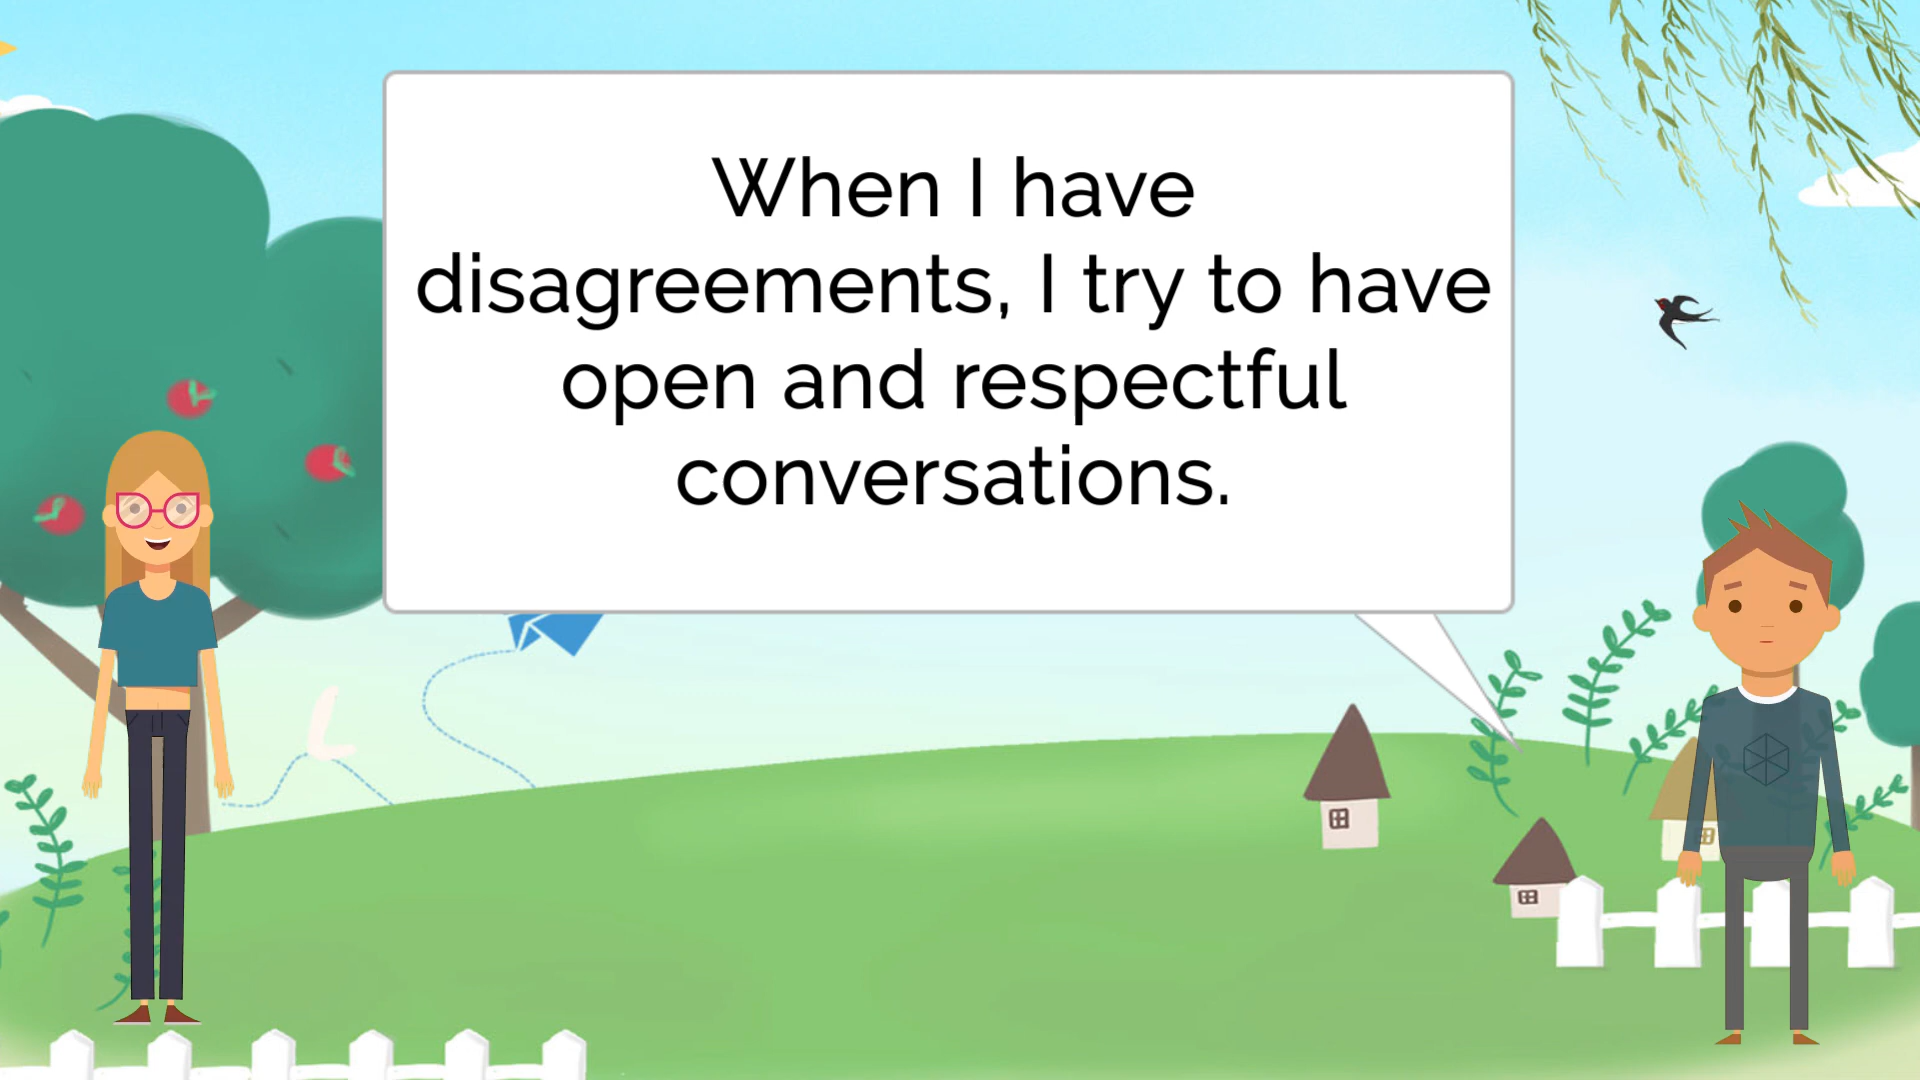 When I have
disagreements, I try to have
open and respectful
conversations.